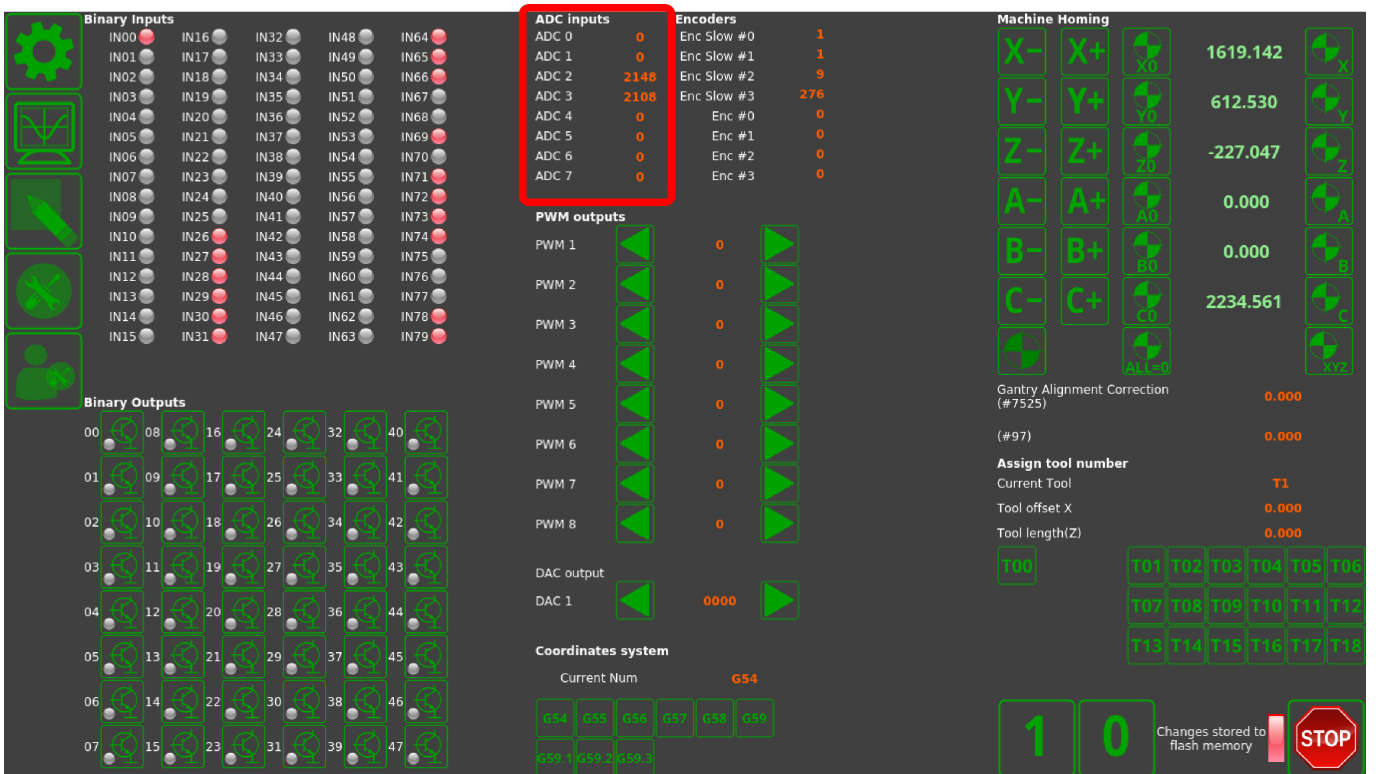 Binary Inputs
IN00 IN16 IN32 IN48 IN64
IN01 IN17 IN33 IN49 IN65
IN02 IN18 IN34 IN50 IN66
IN03 IN19 IN35 IN51 IN67
IN04 IN20 IN36 IN52 IN68
IN05 IN21 IN37 IN53 IN69
IN06 IN22 IN38 IN54 IN70
IN07 IN23 IN39 IN55 IN71
IN08 IN24 IN40 IN56 IN72
IN09 IN25 IN41 IN57 IN73
IN10 IN26 IN42 IN58 IN74
IN11 IN27 IN43 IN59 IN75
IN12 IN28 IN44 IN60 IN76
IN13 IN29 IN45 IN61 IN77
IN14 IN30 IN46 IN62 IN78
IN15 IN31 IN47 IN63 IN79
Binary Outputs
00 08 16 24 32 40
01 09 17 25 33 41
02 10 18 26 34 42
03 11 19 27 35 43
04 12 20 28 36 44
05 13 21 29 37 45
06 14 22 30 38 46
07 15 23 31 39 47
ADC inputs
ADC 0 0
ADC 1 0
ADC 2 2148
ADC 3 2108
ADC 4 0
ADC 5 0
ADC 6 0
ADC 7 0
Encoders
Enc Slow #0 1
Enc Slow #1 1
Enc Slow #2 9
Enc Slow #3 276
Enc #0 0
Enc #1 0
Enc #2 0
Enc #3 0
PWM outputs
PWM 1 0
PWM 2 0
PWM 3 0
PWM 4 0
PWM 5 0
PWM 6 0
PWM 7 0
PWM 8 0
DAC output
DAC 1 0000
Coordinates system
Current Num G54
G54 G55 G56 G57 G58 G59
G59.1 G59.2 G59.3
Machine Homing
X− X+ X0 1619.142 X
Y− Y+ Y0 612.530 Y
Z− Z+ Z0 -227.047 Z
A− A+ A0 0.000 A
B− B+ B0 0.000 B
C− C+ C0 2234.561 C
ALL=0 XYZ
Gantry Alignment Correction
(#7525) 0.000
(#97) 0.000
Assign tool number
Current Tool T1
Tool offset X 0.000
Tool length(Z) 0.000
T00 T01 T02 T03 T04 T05 T06
T07 T08 T09 T10 T11 T12
T13 T14 T15 T16 T17 T18
1 0
Changes stored to
flash memory
STOP